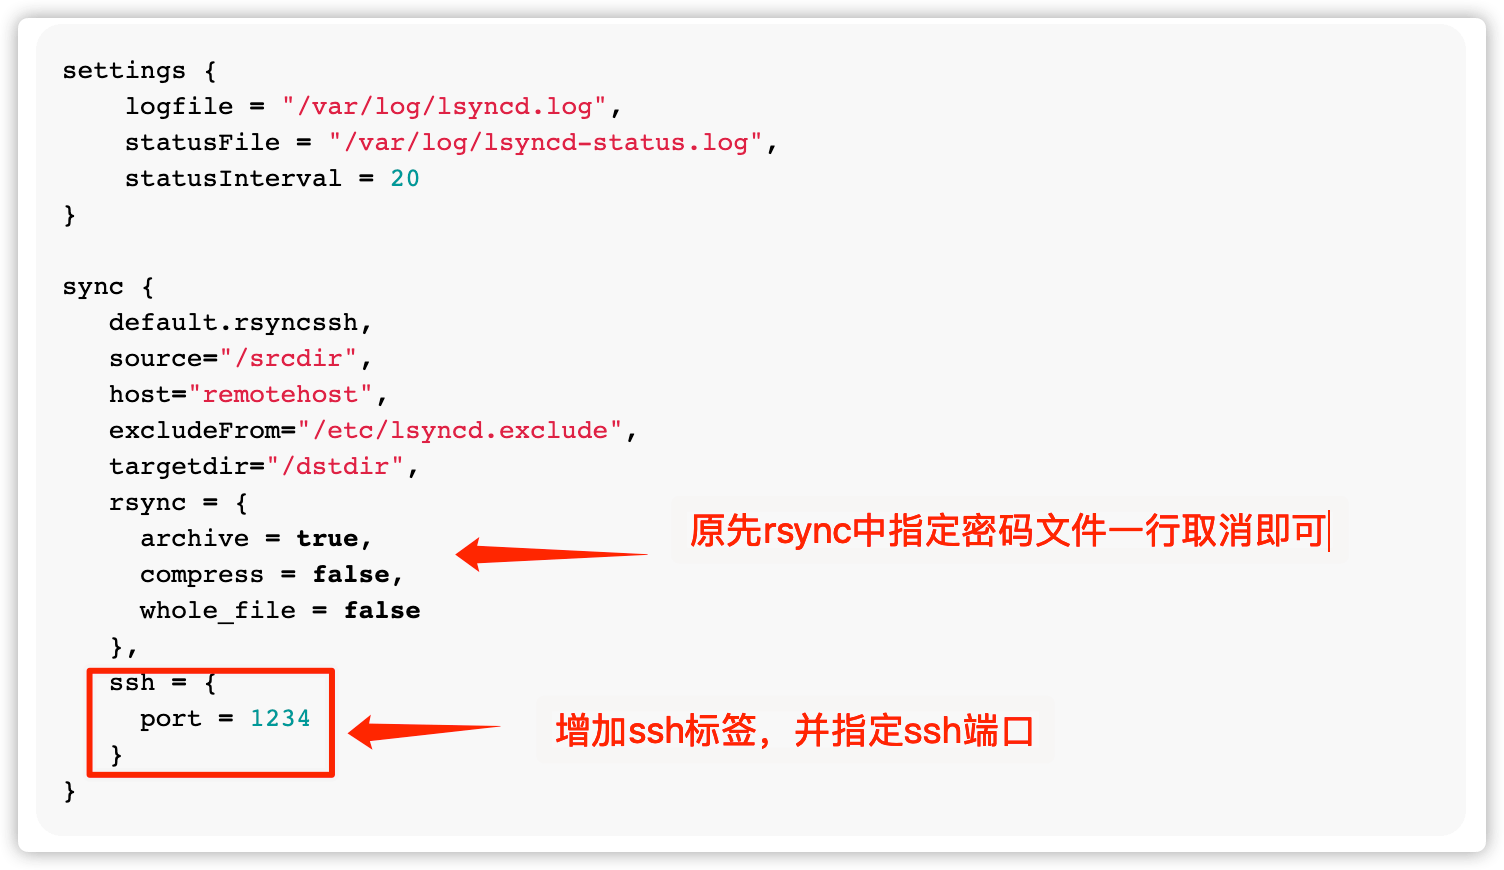 settings {
logfile = "/var/log/lsyncd.log",
statusFile = "/var/log/lsyncd-status.log",
statusInterval = 20
}
sync {
default.rsyncssh,
source="/srcdir",
host="remotehost",
excludeFrom="/etc/lsyncd.exclude",
targetdir="/dstdir",
rsync = {
archive = true,
原先rsync中指定密码文件一行取消即可
compress = false,
whole_file = false
},
ssh = {
port = 1234
增加ssh标签，并指定ssh端口
}
}